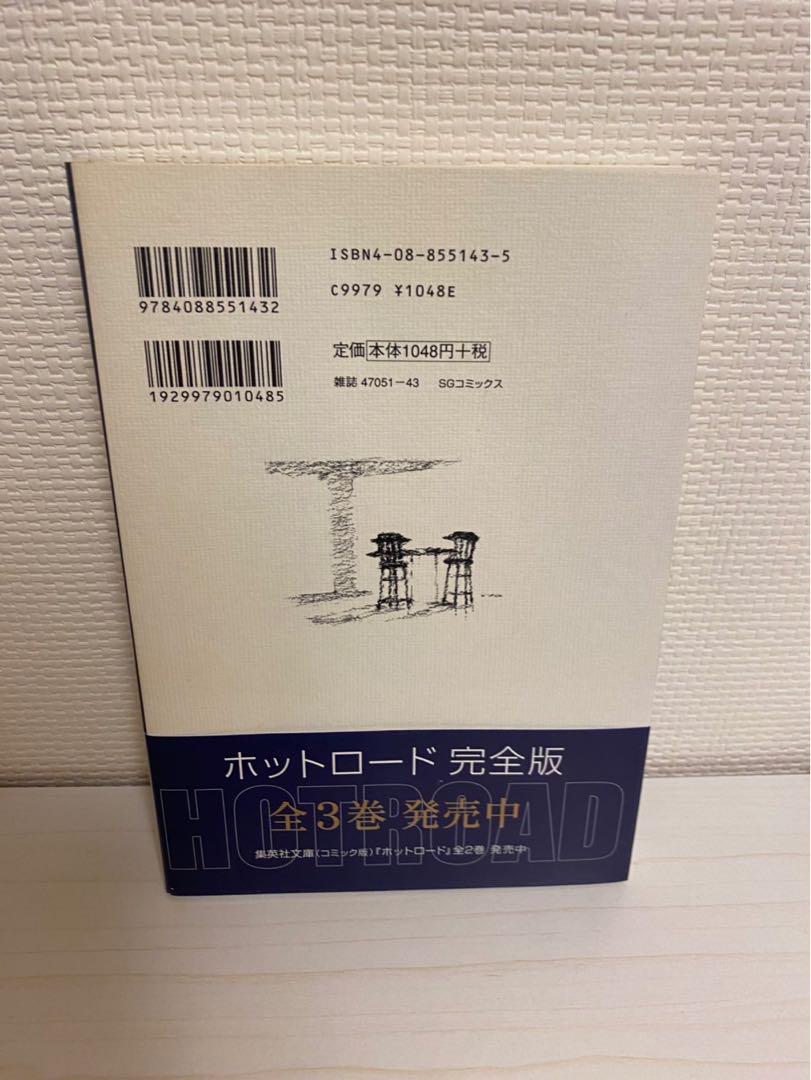 ISBN4-08-855143-5
9784088551432
C9979 ¥1048E
定価 本体1048円+税
雑誌 47051-43 SGコミックス
1929979010485
ホットロード 完全版
HOTROAD
全3巻 発売中
集英社文庫(コミック版)『ホットロード』全2巻 発売中